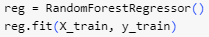 reg = RandomForestRegressor()
reg.fit(X_train, y_train)